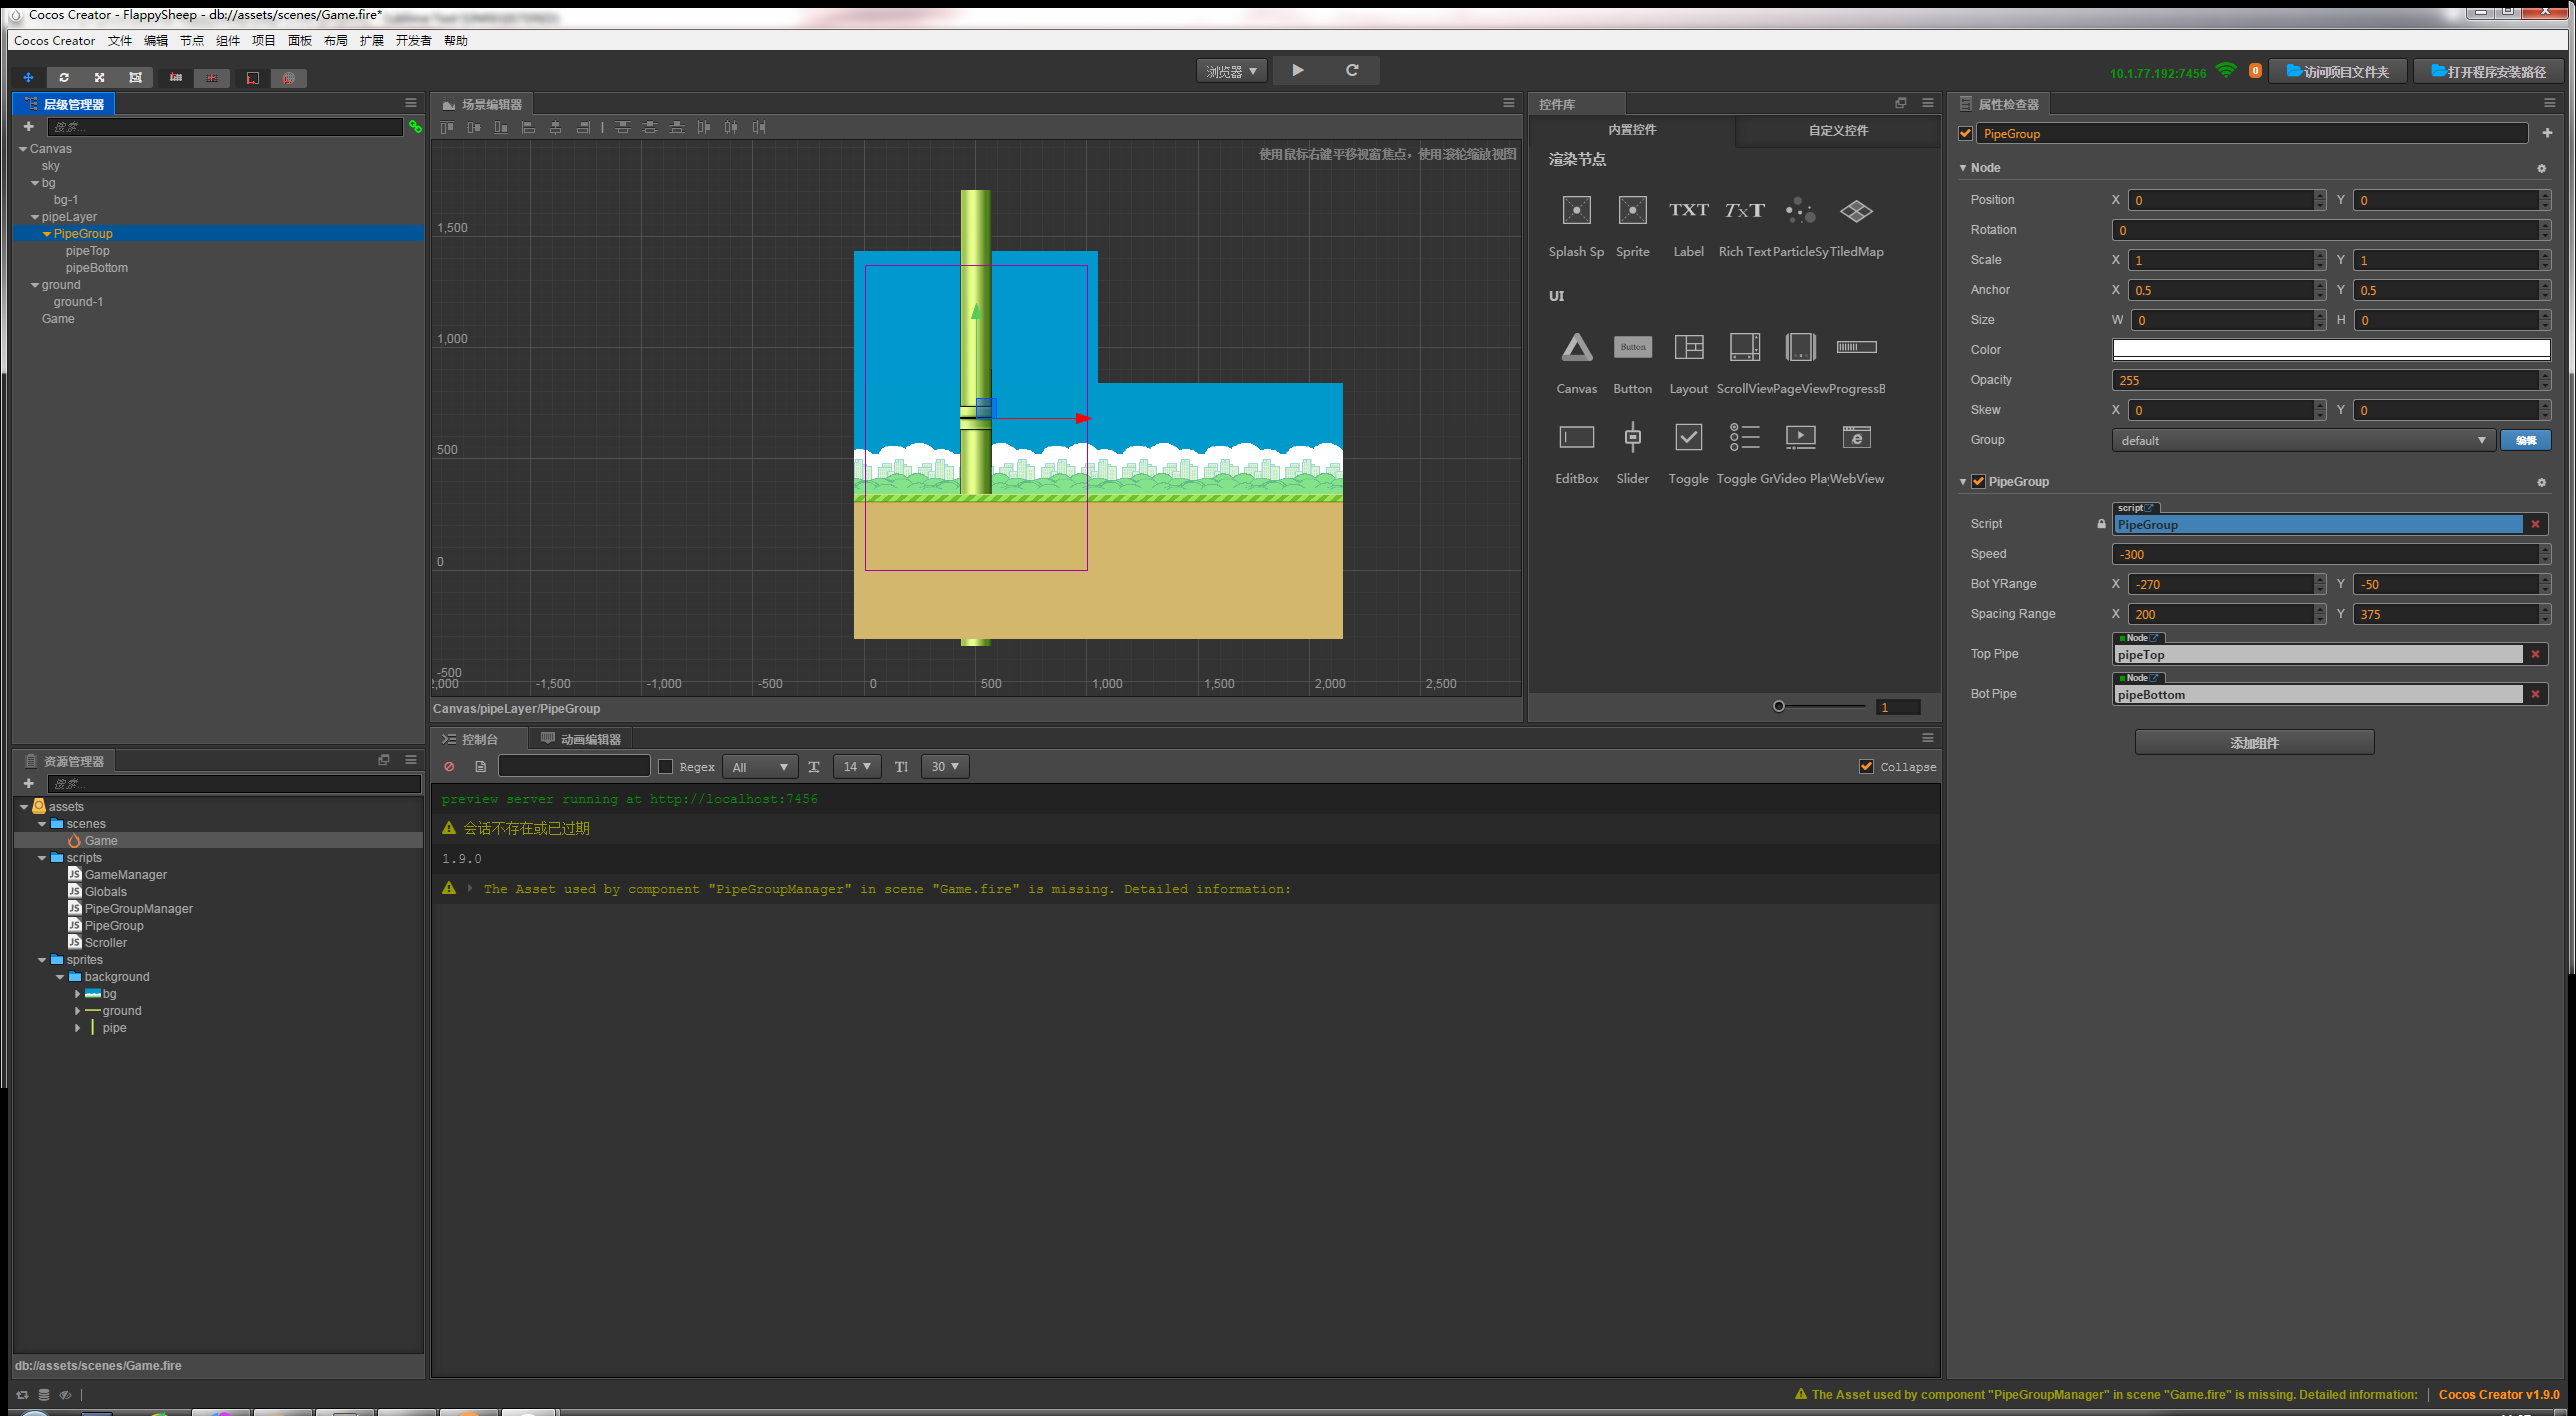 Cocos Creator - FlappySheep - db://assets/scenes/Game.fire*
Cocos Creator 文件 编辑 节点 组件 项目 面板 布局 扩展 开发者 帮助
浏览器
10.1.77.192:7456 0 访问项目文件夹 打开程序安装路径
层级管理器
搜索...
Canvas
sky
bg
bg-1
pipeLayer
PipeGroup
pipeTop
pipeBottom
ground
ground-1
Game
资源管理器
搜索...
assets
scenes
Game
scripts
JS GameManager
JS Globals
JS PipeGroupManager
JS PipeGroup
JS Scroller
sprites
background
bg
ground
pipe
db://assets/scenes/Game.fire
场景编辑器
使用鼠标右键平移视窗焦点，使用滚轮缩放视图
1,500
1,000
500
0
-500
2,000 -1,500 -1,000 -500 0 500 1,000 1,500 2,000 2,500
Canvas/pipeLayer/PipeGroup
控制台 动画编辑器
Regex All 14 30 Collapse
preview server running at http://localhost:7456
会话不存在或已过期
1.9.0
The Asset used by component "PipeGroupManager" in scene "Game.fire" is missing. Detailed information:
控件库
内置控件 自定义控件
渲染节点
TXT TxT
Splash Sp Sprite Label Rich Text ParticleSy TiledMap
UI
Button
Canvas Button Layout ScrollView PageView ProgressB
EditBox Slider Toggle Toggle Gr Video Pla WebView
1
属性检查器
PipeGroup
Node
Position X 0 Y 0
Rotation 0
Scale X 1 Y 1
Anchor X 0.5 Y 0.5
Size W 0 H 0
Color
Opacity 255
Skew X 0 Y 0
Group default 编辑
PipeGroup
script
Script PipeGroup
Speed -300
Bot YRange X -270 Y -50
Spacing Range X 200 Y 375
Node
Top Pipe pipeTop
Node
Bot Pipe pipeBottom
添加组件
The Asset used by component "PipeGroupManager" in scene "Game.fire" is missing. Detailed information: Cocos Creator v1.9.0